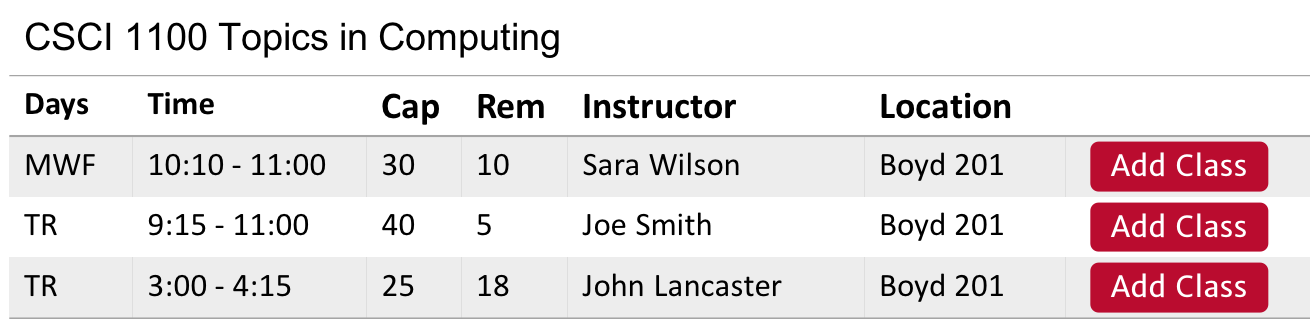 CSCI 1100 Topics in Computing
Days Time Cap Rem Instructor Location
MWF 10:10 - 11:00 30 10 Sara Wilson Boyd 201 Add Class
TR 9:15 - 11:00 40 5 Joe Smith Boyd 201 Add Class
TR 3:00 - 4:15 25 18 John Lancaster Boyd 201 Add Class